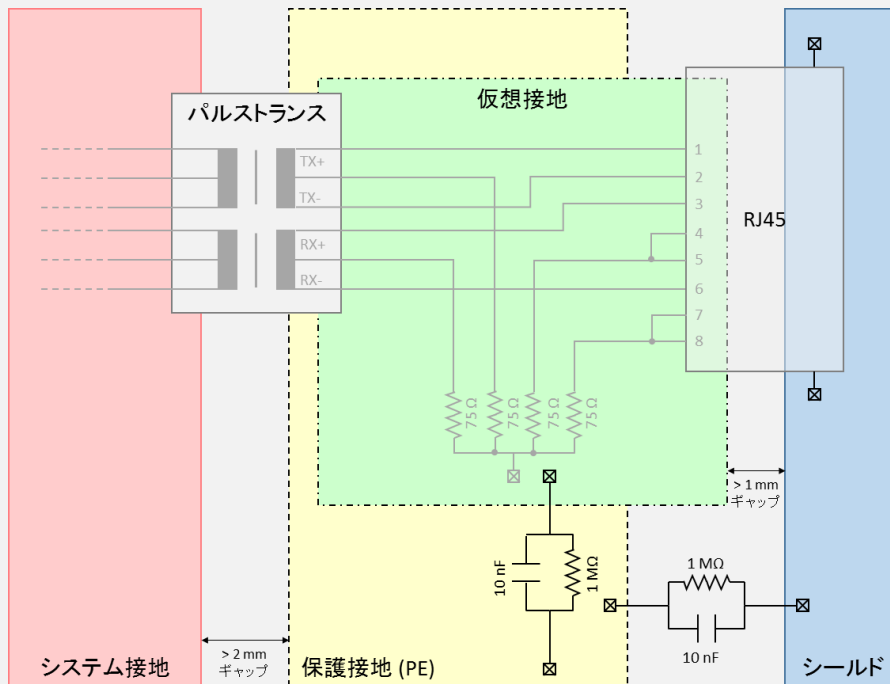 仮想接地
パルストランス
TX+
TX-
RX+
RX-
1
2
3
4
5
6
7
8
RJ45
75 Ω
75 Ω
75 Ω
75 Ω
> 1 mm
ギャップ
10 nF
1 MΩ
1 MΩ
10 nF
> 2 mm
ギャップ
システム接地
保護接地 (PE)
シールド